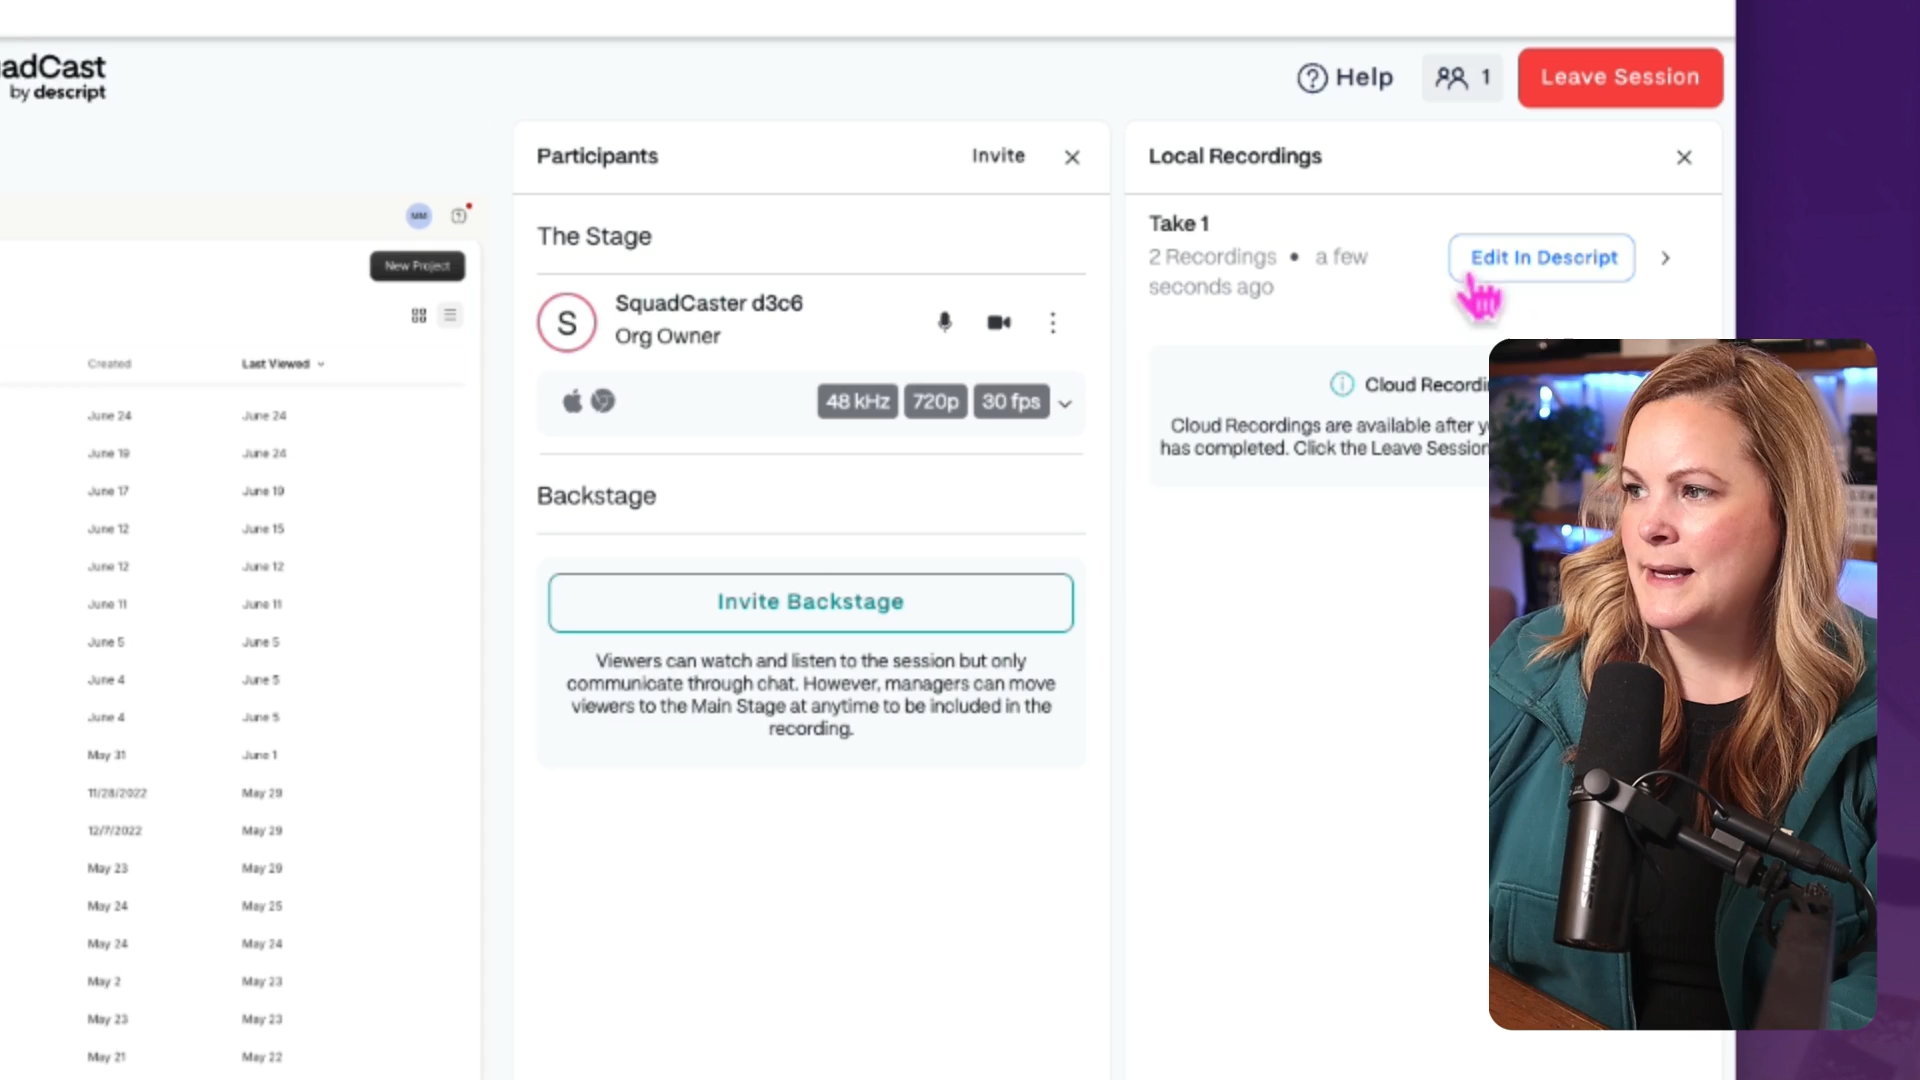 adCast
by descript
Help
1
Leave Session
Participants
Invite
Local Recordings
MM
New Project
Created
Last Viewed
June 24
June 24
June 19
June 24
June 17
June 19
June 12
June 15
June 12
June 12
June 11
June 11
June 5
June 5
June 4
June 5
June 4
June 5
May 31
June 1
11/28/2022
May 29
12/7/2022
May 29
May 23
May 29
May 24
May 25
May 24
May 24
May 2
May 23
May 23
May 23
May 21
May 22
The Stage
S
SquadCaster d3c6
Org Owner
48 kHz
720p
30 fps
Backstage
Invite Backstage
Viewers can watch and listen to the session but only
communicate through chat. However, managers can move
viewers to the Main Stage at anytime to be included in the
recording.
Take 1
2 Recordings • a few
seconds ago
Edit In Descript
Cloud Recordi
Cloud Recordings are available after y
has completed. Click the Leave Session
SHURE